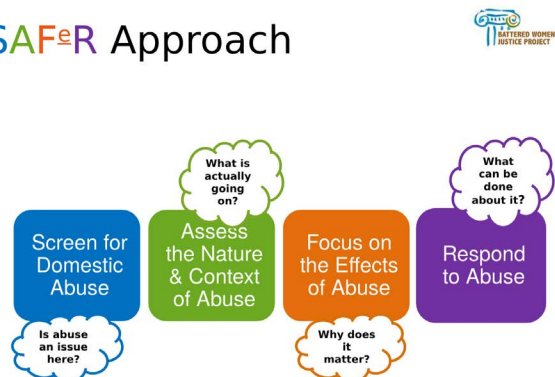 SAFeR Approach
BATTERED WOMEN
JUSTICE PROJECT
What is
actually
going
on?
What
can be
done
about it?
Screen for
Domestic
Abuse
Assess
the Nature
& Context
of Abuse
Focus on
the Effects
of Abuse
Respond
to Abuse
Is abuse
an issue
here?
Why does
it
matter?